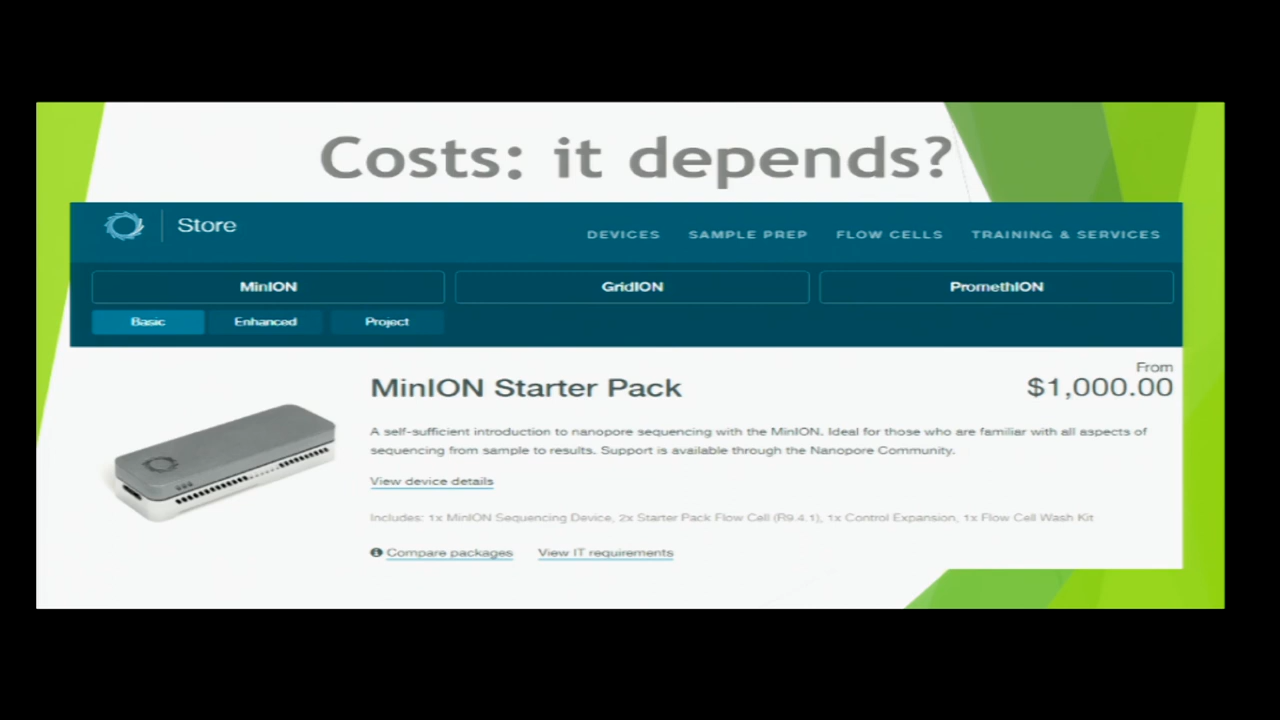 Costs: it depends?
Store
DEVICES SAMPLE PREP FLOW CELLS TRAINING & SERVICES
MinION GridION PromethION
Basic Enhanced Project
From
MinION Starter Pack $1,000.00
A self-sufficient introduction to nanopore sequencing with the MinION. Ideal for those who are familiar with all aspects of
sequencing from sample to results. Support is available through the Nanopore Community.
View device details
Includes: 1x MinION Sequencing Device, 2x Starter Pack Flow Cell (R9.4.1), 1x Control Expansion, 1x Flow Cell Wash Kit
Compare packages View IT requirements